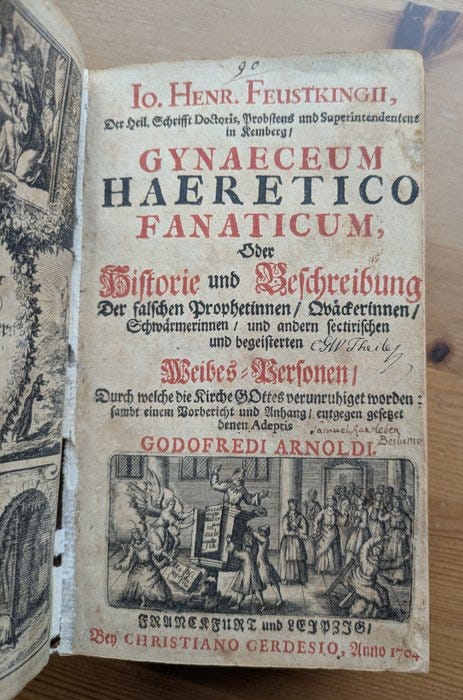 90
IO. HENR. FEUSTKINGII,
Der Heil. Schrifft Doctoris, Probstens und Superintendentens
in Kemberg/
GYNAECEUM
HAERETICO
FANATICUM,
Oder
Historie und Beschreibung
Der falschen Prophetinnen/ Qväckerinnen/
Schwärmerinnen/ und andern sectirischen
und begeisterten
Weibes-Personen/
Durch welche die Kirche GOttes verunruhiget worden:
sambt einem Vorbericht und Anhang/ entgegen gesetzet
denen Adeptis
GODOFREDI ARNOLDI.
FRANCKFURT und LEIPZIG/
Bey CHRISTIANO GERDESIO, Anno 1704